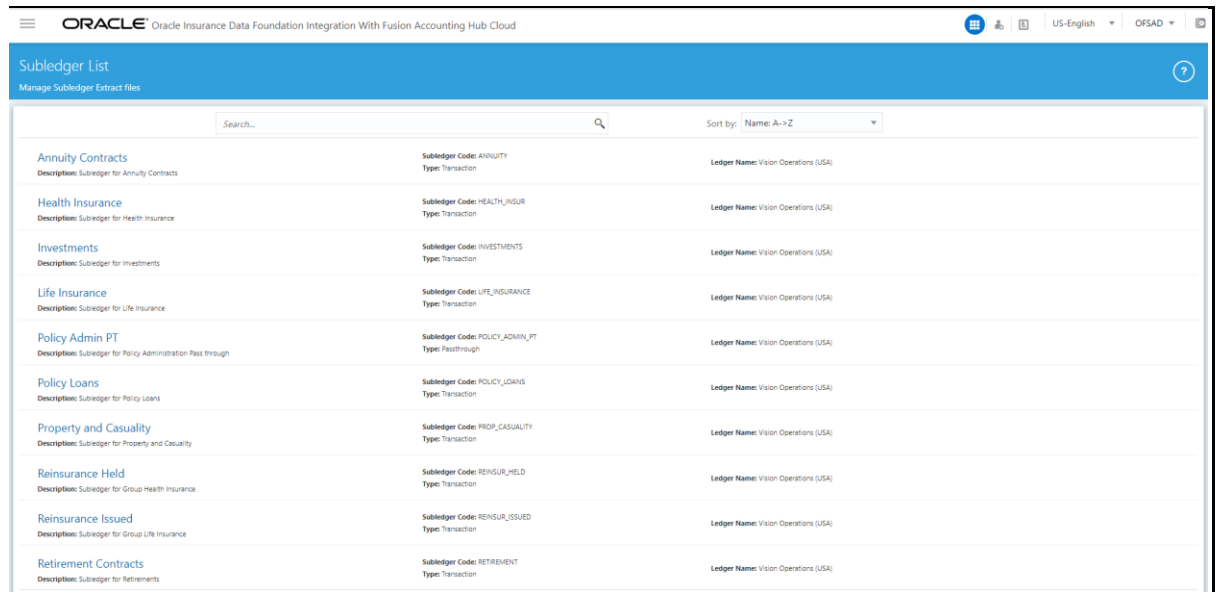 ORACLE Oracle Insurance Data Foundation Integration With Fusion Accounting Hub Cloud US-English OFSAD
Subledger List
Manage Subledger Extract files
?
Search... Sort by: Name: A->Z
Annuity Contracts Subledger Code: ANNUITY
Description: Subledger for Annuity Contracts Type: Transaction Ledger Name: Vision Operations (USA)
Health Insurance Subledger Code: HEALTH_INSUR
Description: Subledger for Health Insurance Type: Transaction Ledger Name: Vision Operations (USA)
Investments Subledger Code: INVESTMENTS
Description: Subledger for Investments Type: Transaction Ledger Name: Vision Operations (USA)
Life Insurance Subledger Code: LIFE_INSURANCE
Description: Subledger for Life Insurance Type: Transaction Ledger Name: Vision Operations (USA)
Policy Admin PT Subledger Code: POLICY_ADMIN_PT
Description: Subledger for Policy Administration Pass through Type: Passthrough Ledger Name: Vision Operations (USA)
Policy Loans Subledger Code: POLICY_LOANS
Description: Subledger for Policy Loans Type: Transaction Ledger Name: Vision Operations (USA)
Property and Casualty Subledger Code: PROP_CASUALITY
Description: Subledger for Property and Casualty Type: Transaction Ledger Name: Vision Operations (USA)
Reinsurance Held Subledger Code: REINSUR_HELD
Description: Subledger for Group Health Insurance Type: Transaction Ledger Name: Vision Operations (USA)
Reinsurance Issued Subledger Code: REINSUR_ISSUED
Description: Subledger for Group Life Insurance Type: Transaction Ledger Name: Vision Operations (USA)
Retirement Contracts Subledger Code: RETIREMENT
Description: Subledger for Retirements Type: Transaction Ledger Name: Vision Operations (USA)